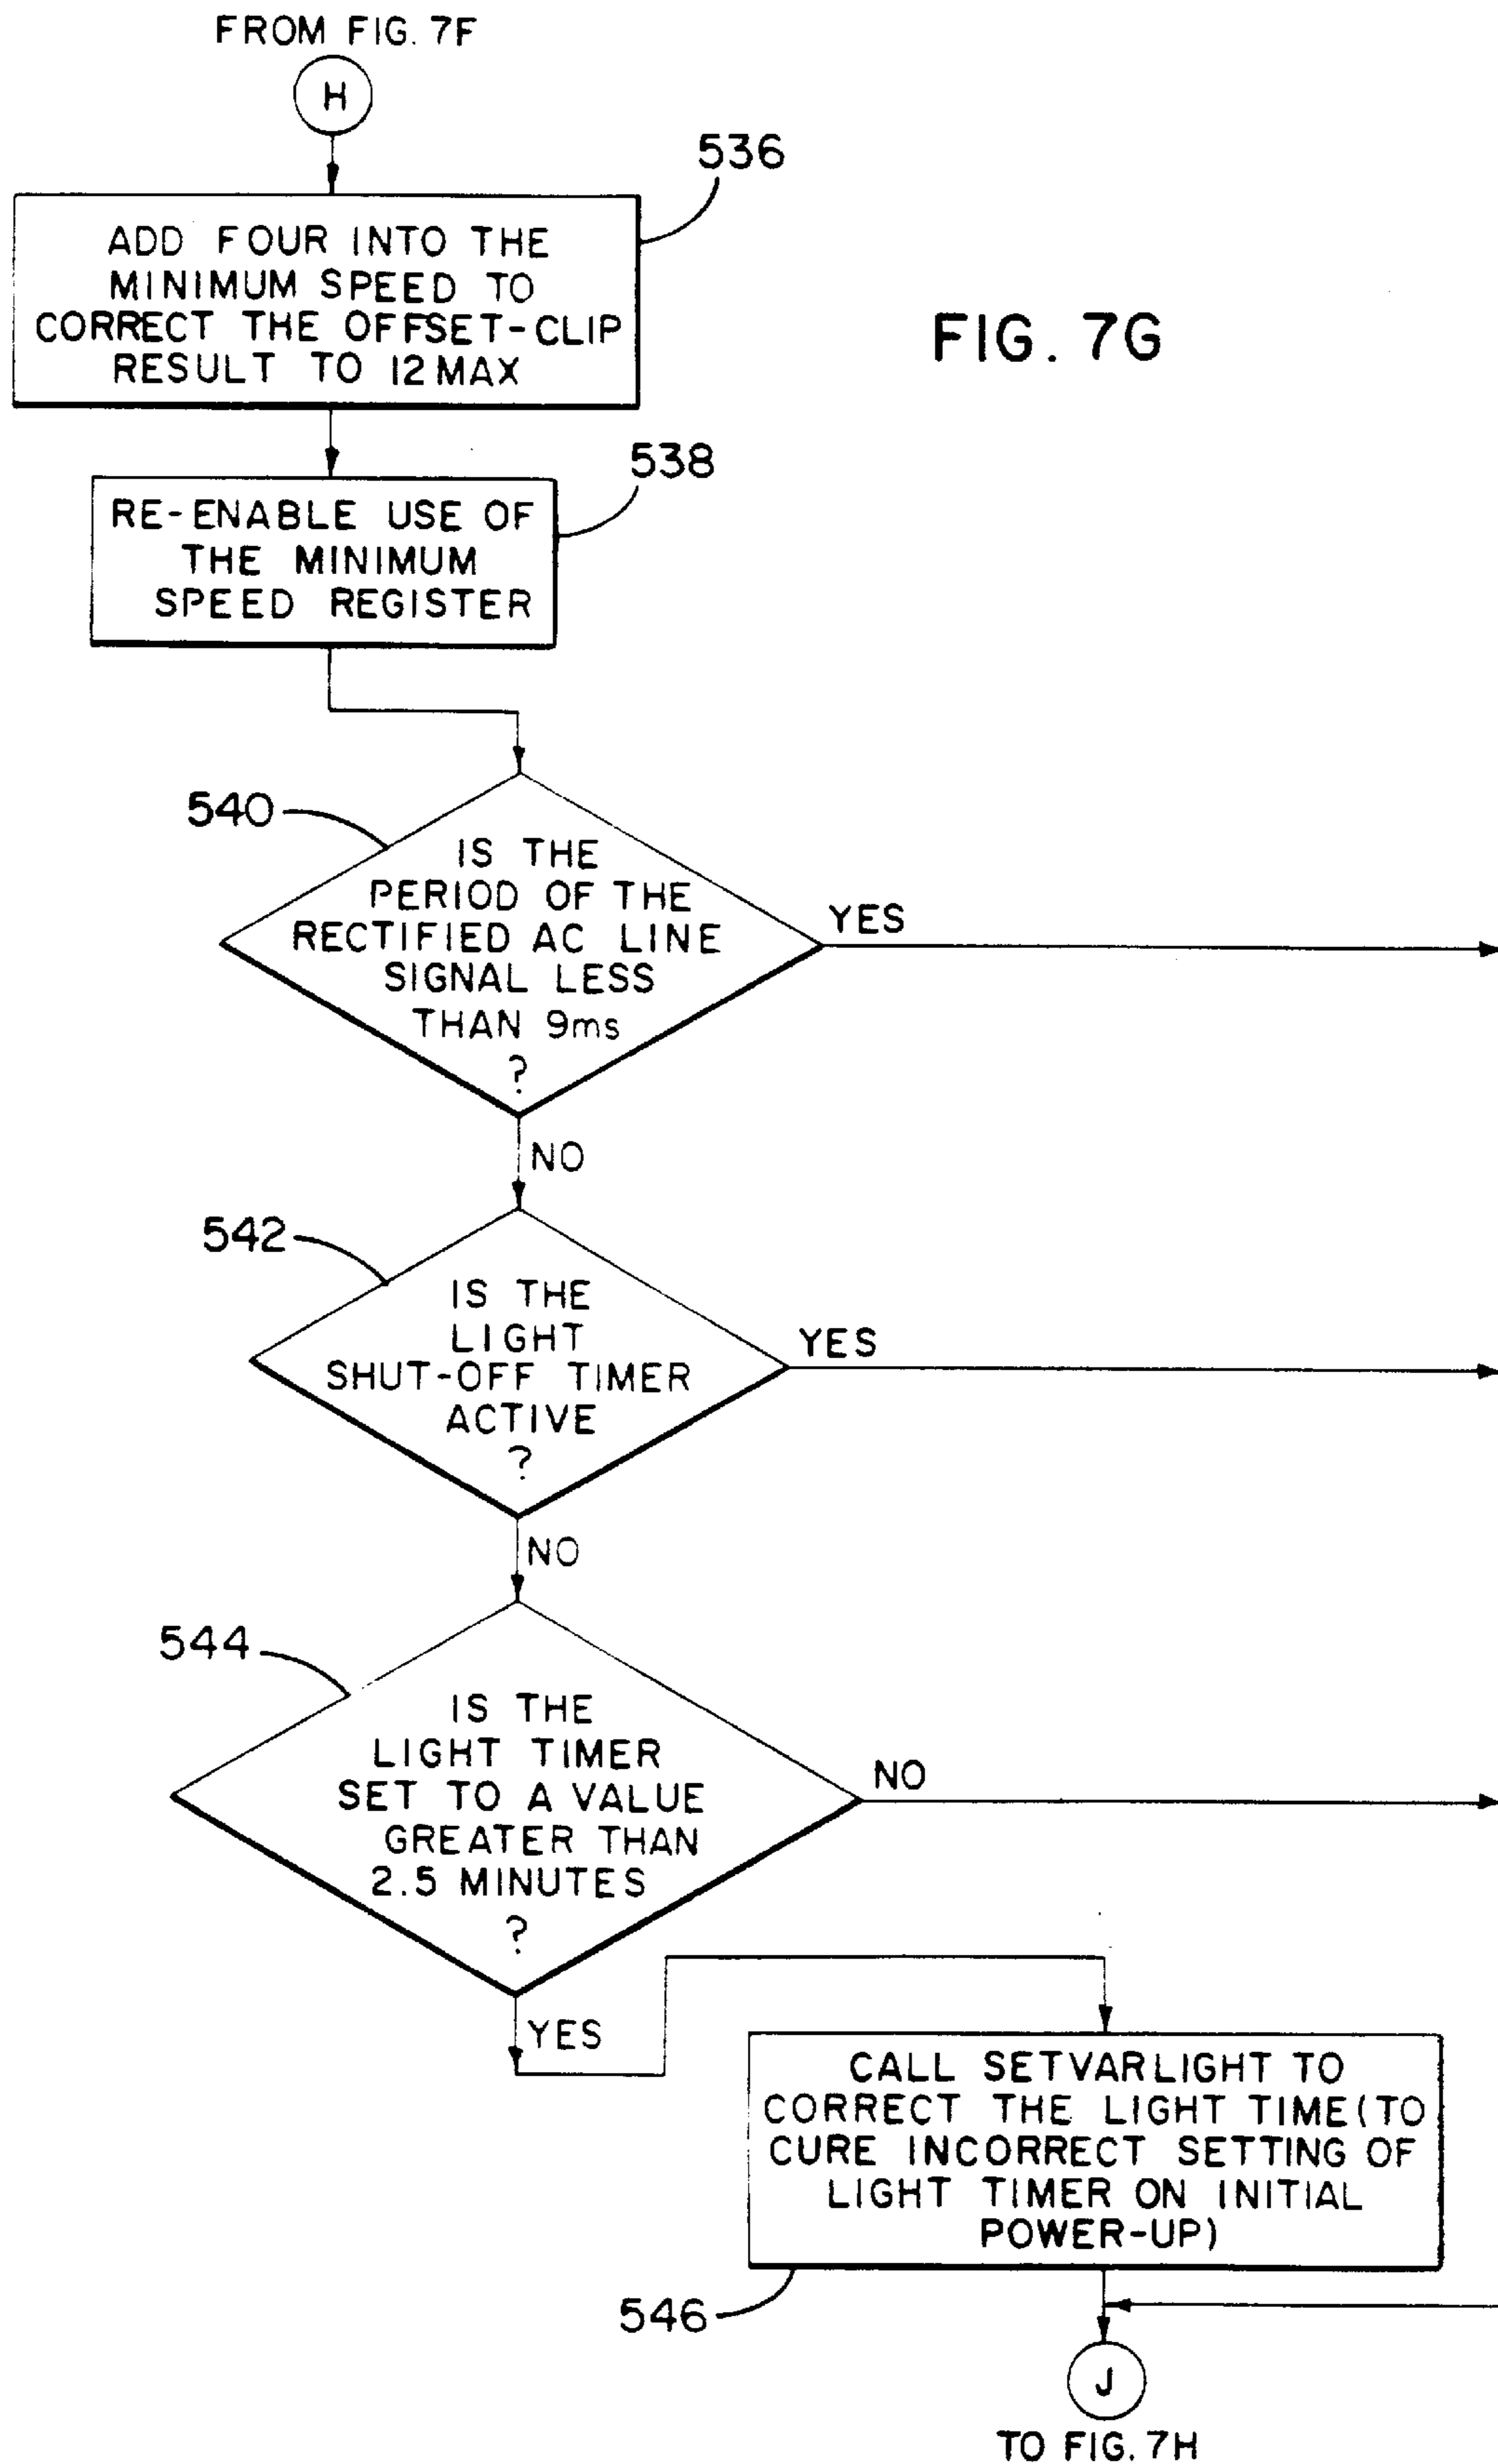 FROM FIG. 7F
H
536
ADD FOUR INTO THE
MINIMUM SPEED TO
CORRECT THE OFFSET-CLIP
RESULT TO 12 MAX
FIG. 7G
538
RE-ENABLE USE OF
THE MINIMUM
SPEED REGISTER
540
IS THE
PERIOD OF THE
RECTIFIED AC LINE
SIGNAL LESS
THAN 9ms
?
YES
NO
542
IS THE
LIGHT
SHUT-OFF TIMER
ACTIVE
?
YES
NO
544
IS THE
LIGHT TIMER
SET TO A VALUE
GREATER THAN
2.5 MINUTES
?
NO
YES
CALL SETVARLIGHT TO
CORRECT THE LIGHT TIME (TO
CURE INCORRECT SETTING OF
LIGHT TIMER ON INITIAL
POWER-UP)
546
J
TO FIG. 7H